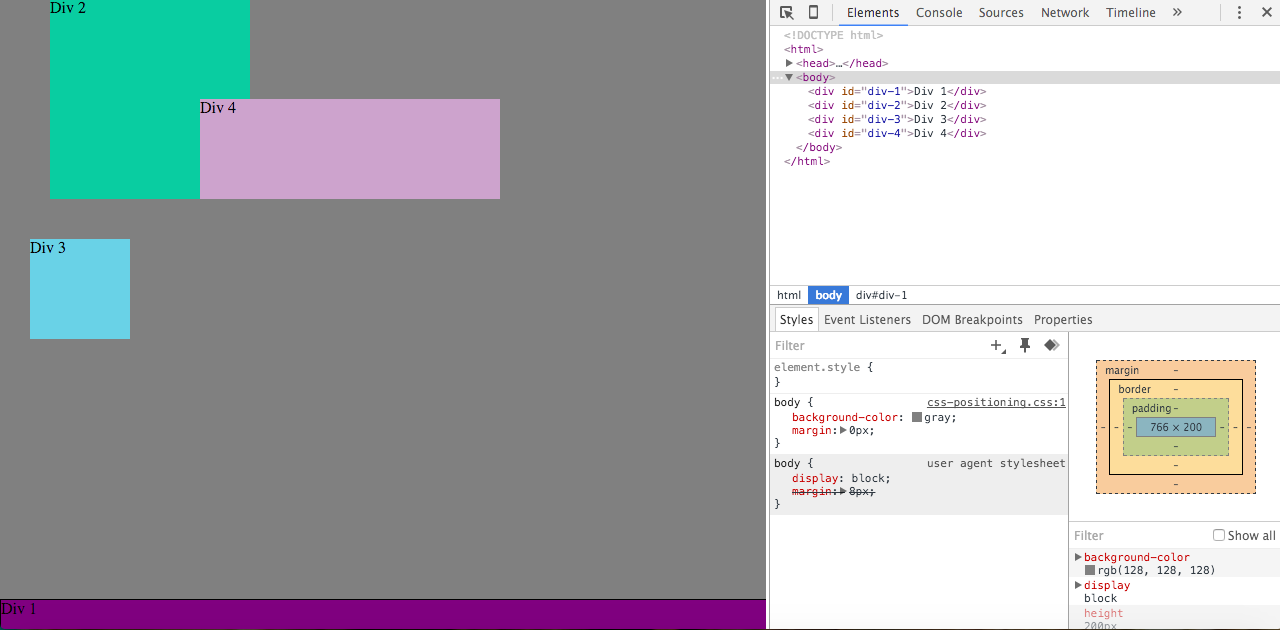 Div 2
Div 4
Div 3
Div 1
Elements Console Sources Network Timeline »
<!DOCTYPE html>
<html>
<head>…</head>
<body>
<div id="div-1">Div 1</div>
<div id="div-2">Div 2</div>
<div id="div-3">Div 3</div>
<div id="div-4">Div 4</div>
</body>
</html>
html body div#div-1
Styles Event Listeners DOM Breakpoints Properties
Filter
element.style {
}
body { css-positioning.css:1
background-color: gray;
margin: 0px;
}
body { user agent stylesheet
display: block;
margin: 8px;
}
margin -
border -
padding -
- - - 766 × 200 - - -
-
-
-
Filter Show all
background-color
rgb(128, 128, 128)
display
block
height
200px